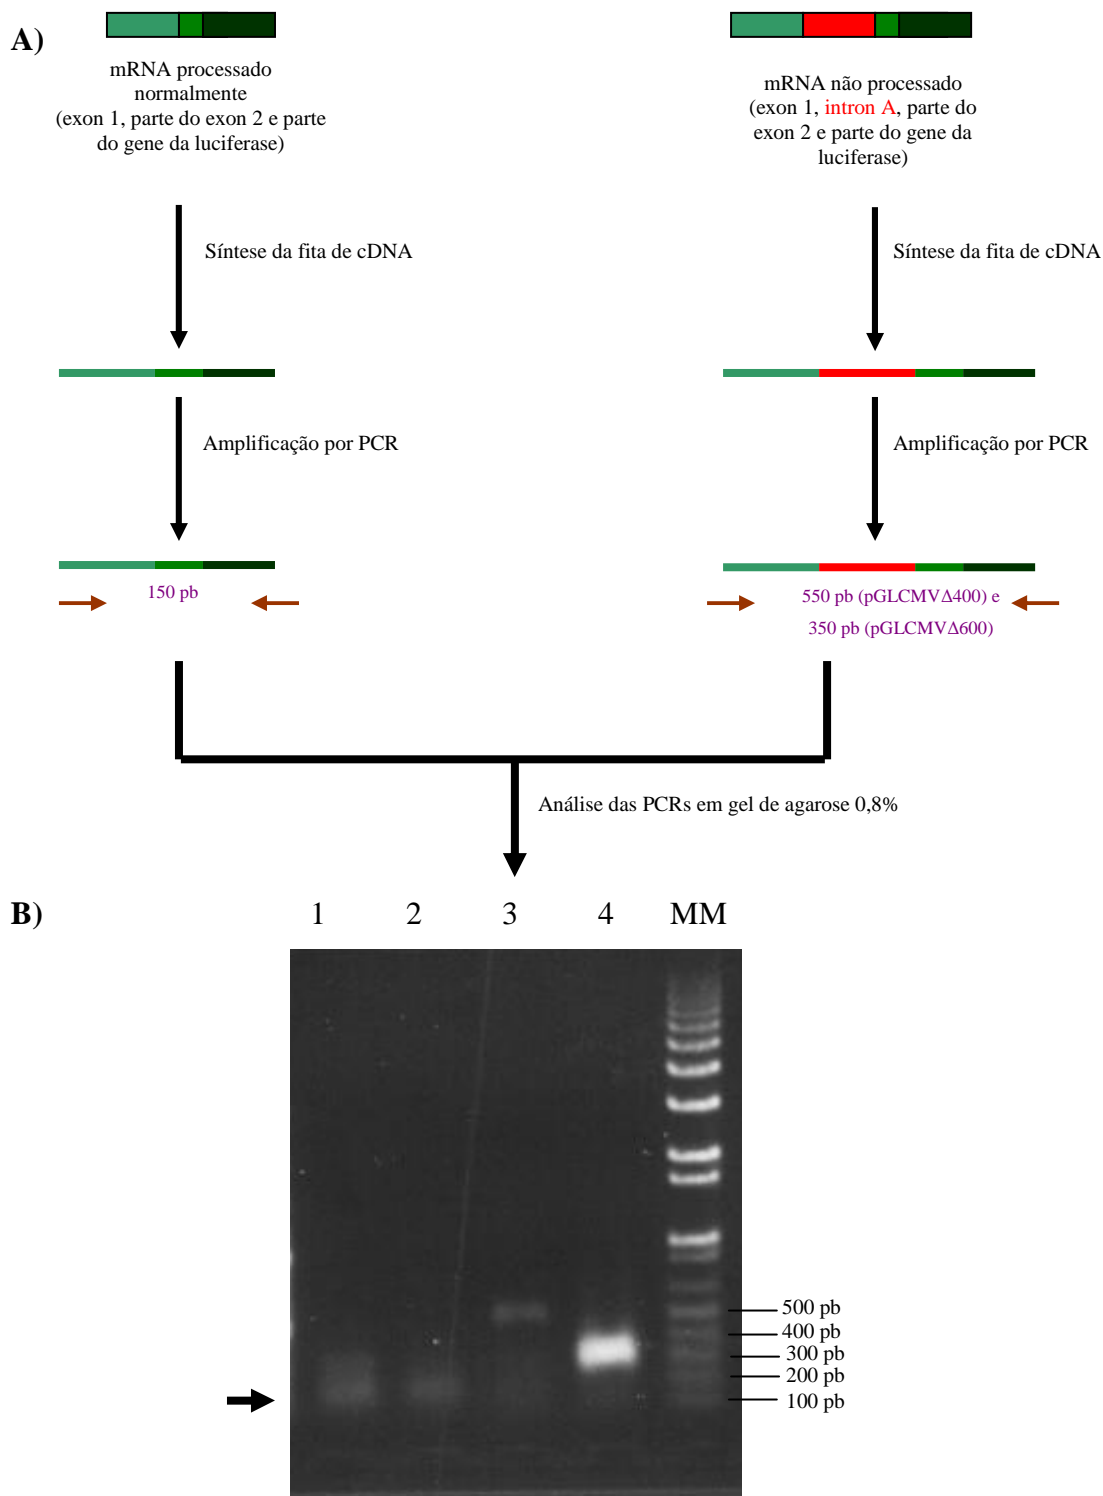 A)
mRNA processado
normalmente
(exon 1, parte do exon 2 e parte
do gene da luciferase)
mRNA não processado
(exon 1, intron A, parte do
exon 2 e parte do gene da
luciferase)
Síntese da fita de cDNA
Síntese da fita de cDNA
Amplificação por PCR
Amplificação por PCR
150 pb
550 pb (pGLCMVΔ400) e
350 pb (pGLCMVΔ600)
Análise das PCRs em gel de agarose 0,8%
B)
1 2 3 4 MM
500 pb
400 pb
300 pb
200 pb
100 pb